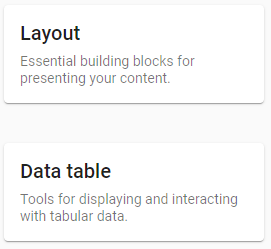 Layout
Essential building blocks for
presenting your content.
Data table
Tools for displaying and interacting
with tabular data.